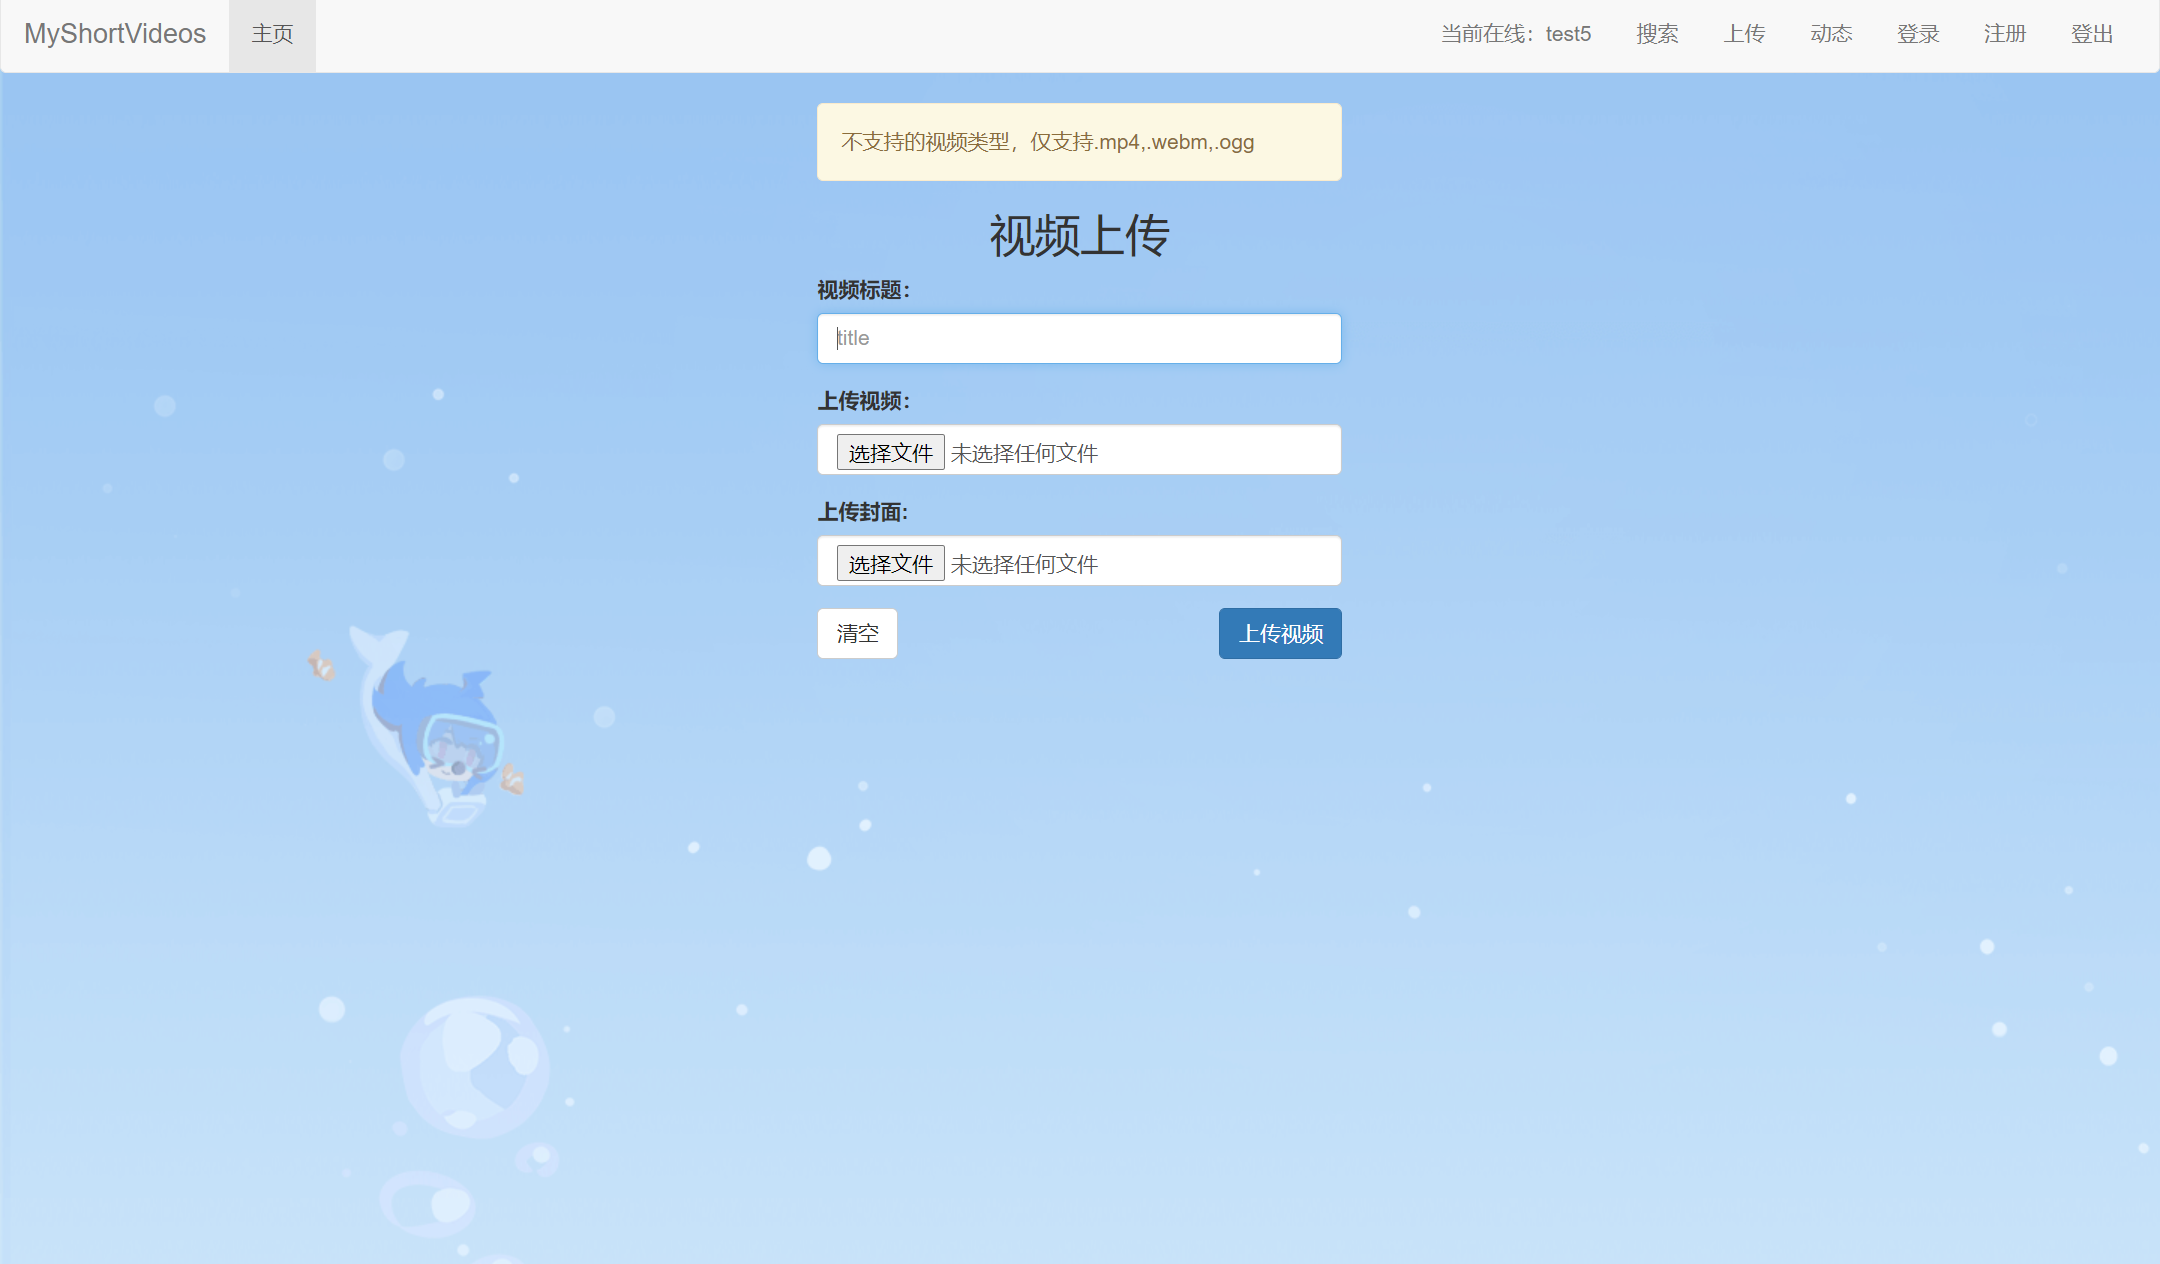 MyShortVideos 主页 当前在线：test5 搜索 上传 动态 登录 注册 登出
不支持的视频类型，仅支持.mp4,.webm,.ogg
视频上传
视频标题：
title
上传视频：
选择文件 未选择任何文件
上传封面:
选择文件 未选择任何文件
清空 上传视频